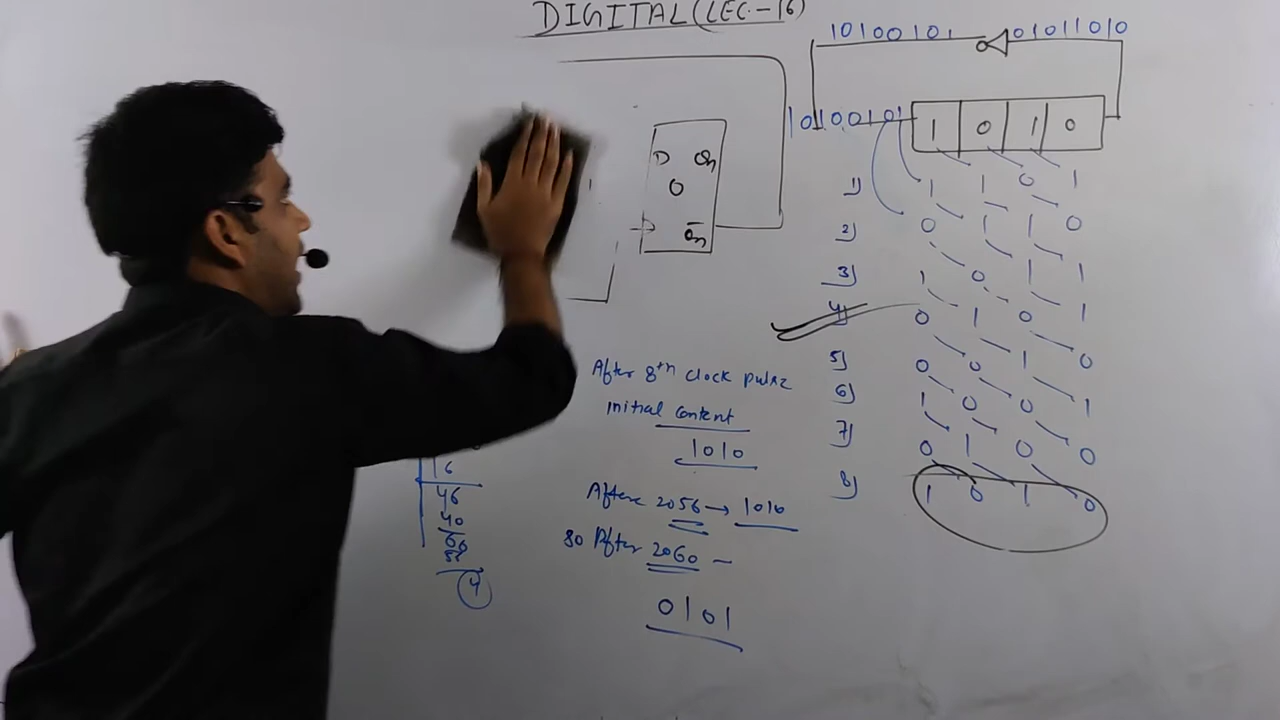 DIGITAL (LEC-16)
10100101 01011010
10100101 1 0 1 0
D Qn
0
Q̅n
1) 1 1 0 1
2) 0 1 1 0
3) 1 0 1 1
4) 0 1 0 1
5) 0 0 1 0
6) 1 0 0 1
7) 0 1 0 0
8) 1 0 1 0
After 8th clock pulse
initial content
1010
After 2056 → 1010
So After 2060 —
0101
16
46
40
4